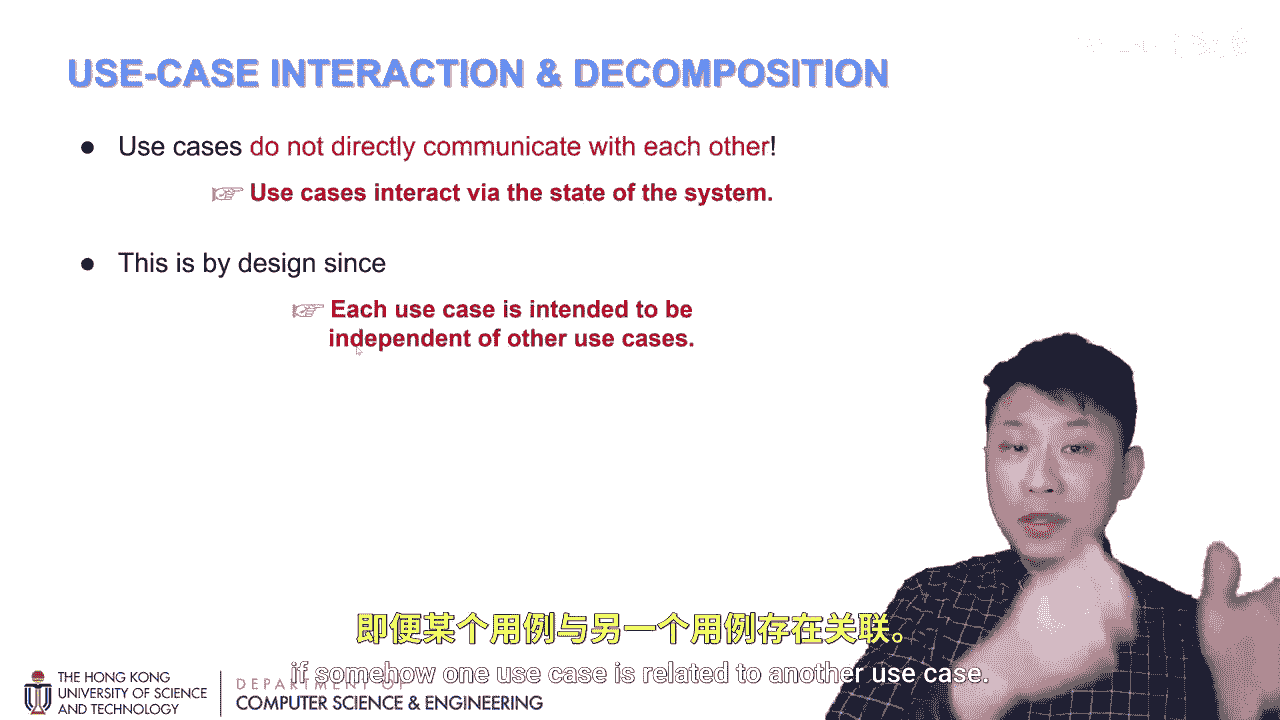 USE-CASE INTERACTION & DECOMPOSITION
● Use cases do not directly communicate with each other!
☞ Use cases interact via the state of the system.
● This is by design since
☞ Each use case is intended to be
independent of other use cases.
即便某个用例与另一个用例存在关联。
if somehow one use case is related to another use case.
THE HONG KONG
UNIVERSITY OF SCIENCE
AND TECHNOLOGY
DEPARTMENT OF
COMPUTER SCIENCE & ENGINEERING